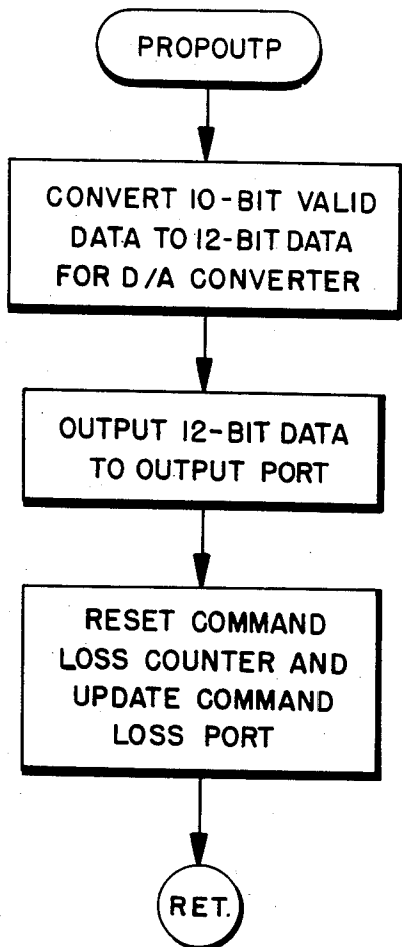 PROPOUTP
CONVERT 10-BIT VALID
DATA TO 12-BIT DATA
FOR D/A CONVERTER
OUTPUT 12-BIT DATA
TO OUTPUT PORT
RESET COMMAND
LOSS COUNTER AND
UPDATE COMMAND
LOSS PORT
RET.